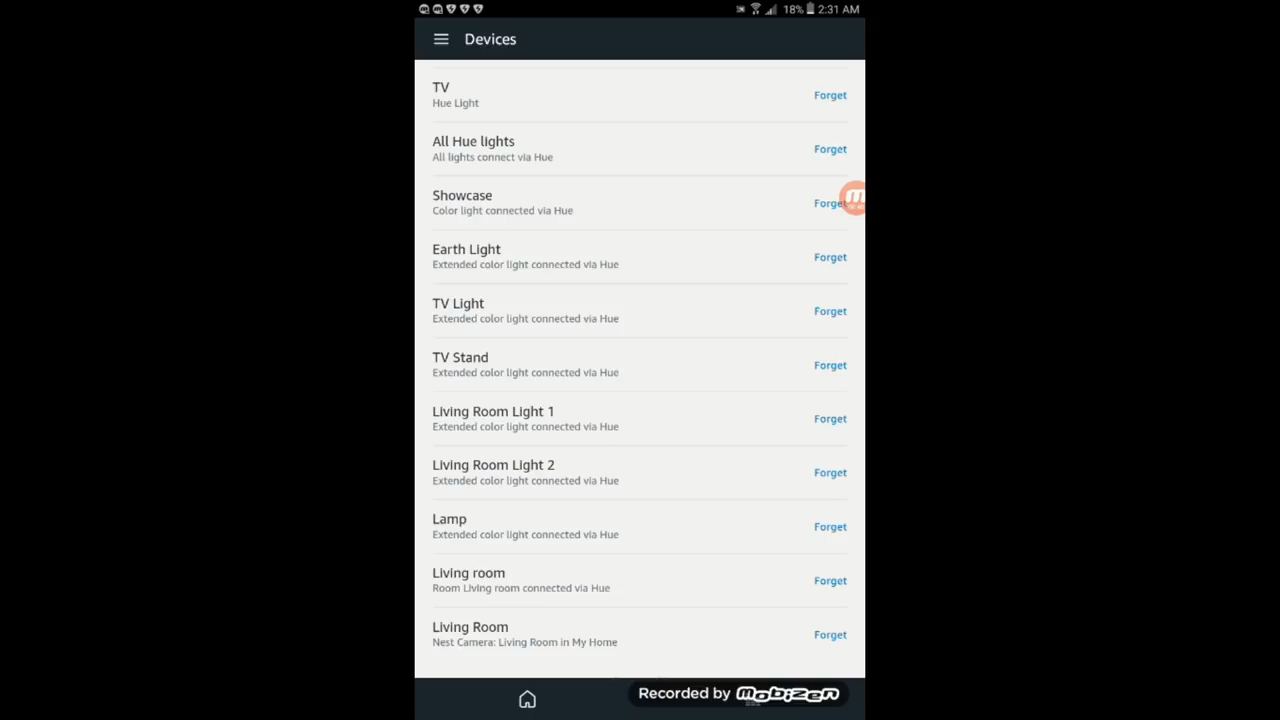 18% 2:31 AM
Devices
TV
Hue Light
Forget
All Hue lights
All lights connect via Hue
Forget
Showcase
Color light connected via Hue
Forget
Earth Light
Extended color light connected via Hue
Forget
TV Light
Extended color light connected via Hue
Forget
TV Stand
Extended color light connected via Hue
Forget
Living Room Light 1
Extended color light connected via Hue
Forget
Living Room Light 2
Extended color light connected via Hue
Forget
Lamp
Extended color light connected via Hue
Forget
Living room
Room Living room connected via Hue
Forget
Living Room
Nest Camera: Living Room in My Home
Forget
Recorded by mobizen